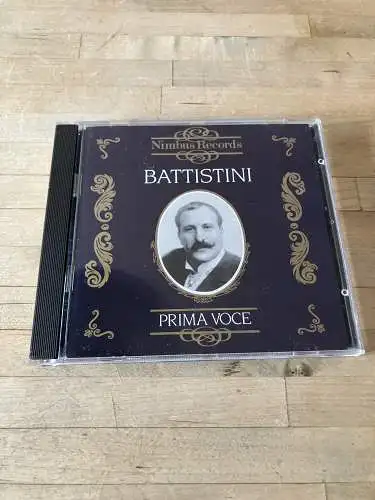 Nimbus Records
BATTISTINI
PRIMA VOCE